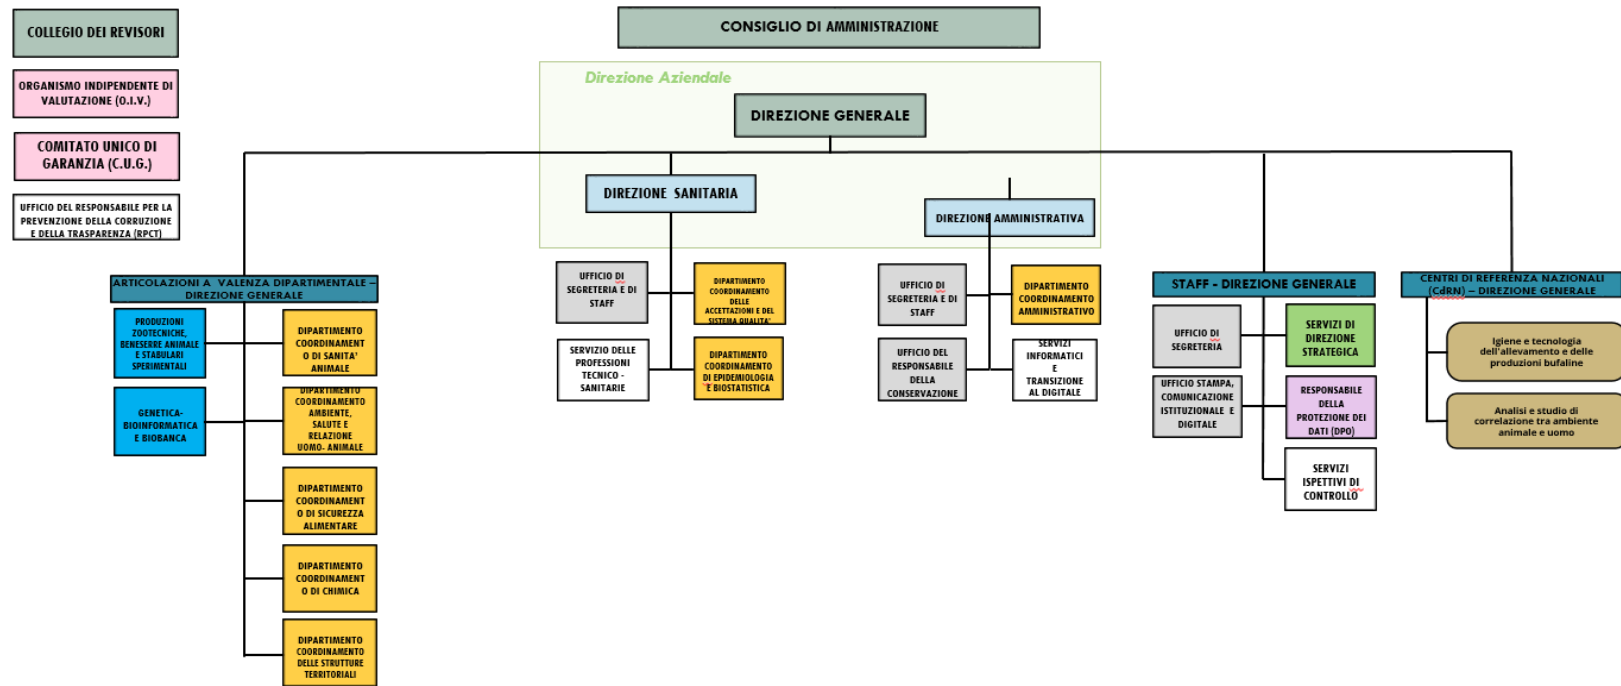 COLLEGIO DEI REVISORI
ORGANISMO INDIPENDENTE DI
VALUTAZIONE (O.I.V.)
COMITATO UNICO DI
GARANZIA (C.U.G.)
UFFICIO DEL RESPONSABILE PER LA
PREVENZIONE DELLA CORRUZIONE
E DELLA TRASPARENZA (RPCT)
CONSIGLIO DI AMMINISTRAZIONE
Direzione Aziendale
DIREZIONE GENERALE
DIREZIONE SANITARIA
DIREZIONE AMMINISTRATIVA
ARTICOLAZIONI A VALENZA DIPARTIMENTALE –
DIREZIONE GENERALE
PRODUZIONI
ZOOTECNICHE,
BENESERRE ANIMALE
E STABULARI
SPERIMENTALI
DIPARTIMENTO
COORDINAMENT
O DI SANITA'
ANIMALE
GENETICA-
BIOINFORMATICA
E BIOBANCA
DIPARTIMENTO
COORDINAMENT
AMBIENTE,
SALUTE E
RELAZIONE
UOMO- ANIMALE
DIPARTIMENTO
COORDINAMENT
O DI SICUREZZA
ALIMENTARE
DIPARTIMENTO
COORDINAMENT
O DI CHIMICA
DIPARTIMENTO
COORDINAMENTO
DELLE STRUTTURE
TERRITORIALI
UFFICIO DI
SEGRETERIA E DI
STAFF
DIPARTIMENTO
COORDINAMENTO
DELLE
ACCETTAZIONI E DEL
SISTEMA QUALITA'
SERVIZIO DELLE
PROFESSIONI
TECNICO -
SANITARIE
DIPARTIMENTO
COORDINAMENTO
DI EPIDEMIOLOGIA
E BIOSTATISTICA
UFFICIO DI
SEGRETERIA E DI
STAFF
DIPARTIMENTO
COORDINAMENTO
AMMINISTRATIVO
UFFICIO DEL
RESPONSABILE
DELLA
CONSERVAZIONE
SERVIZI
INFORMATICI
E
TRANSIZIONE
AL DIGITALE
STAFF - DIREZIONE GENERALE
UFFICIO DI
SEGRETERIA
SERVIZI DI
DIREZIONE
STRATEGICA
UFFICIO STAMPA,
COMUNICAZIONE
ISTITUZIONALE E
DIGITALE
RESPONSABILE
DELLA
PROTEZIONE DEI
DATI (DPO)
SERVIZI
ISPETTIVI DI
CONTROLLO
CENTRI DI REFERENZA NAZIONALI
(CdRN) – DIREZIONE GENERALE
Igiene e tecnologia
dell'allevamento e delle
produzioni bufaline
Analisi e studio di
correlazione tra ambiente
animale e uomo